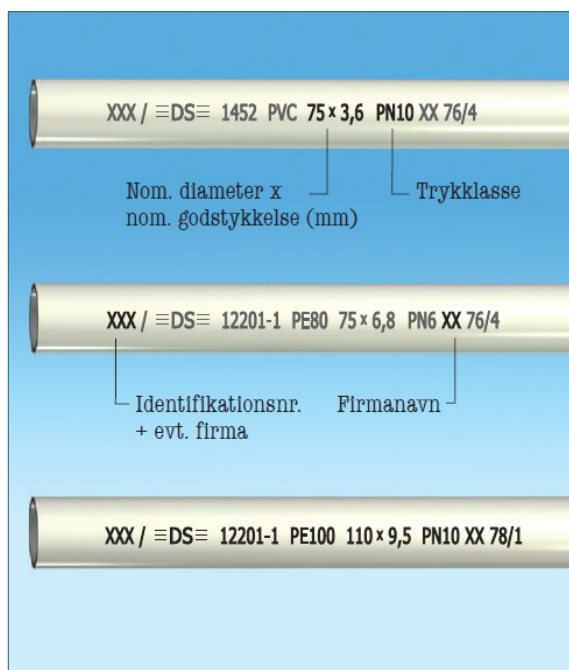 XXX / ≡DS≡ 1452 PVC 75 x 3,6 PN10 XX 76/4
Nom. diameter x
nom. godstykkelse (mm)
Trykklasse
XXX / ≡DS≡ 12201-1 PE80 75 x 6,8 PN6 XX 76/4
Identifikationsnr.
+ evt. firma
Firmanavn
XXX / ≡DS≡ 12201-1 PE100 110 x 9,5 PN10 XX 78/1